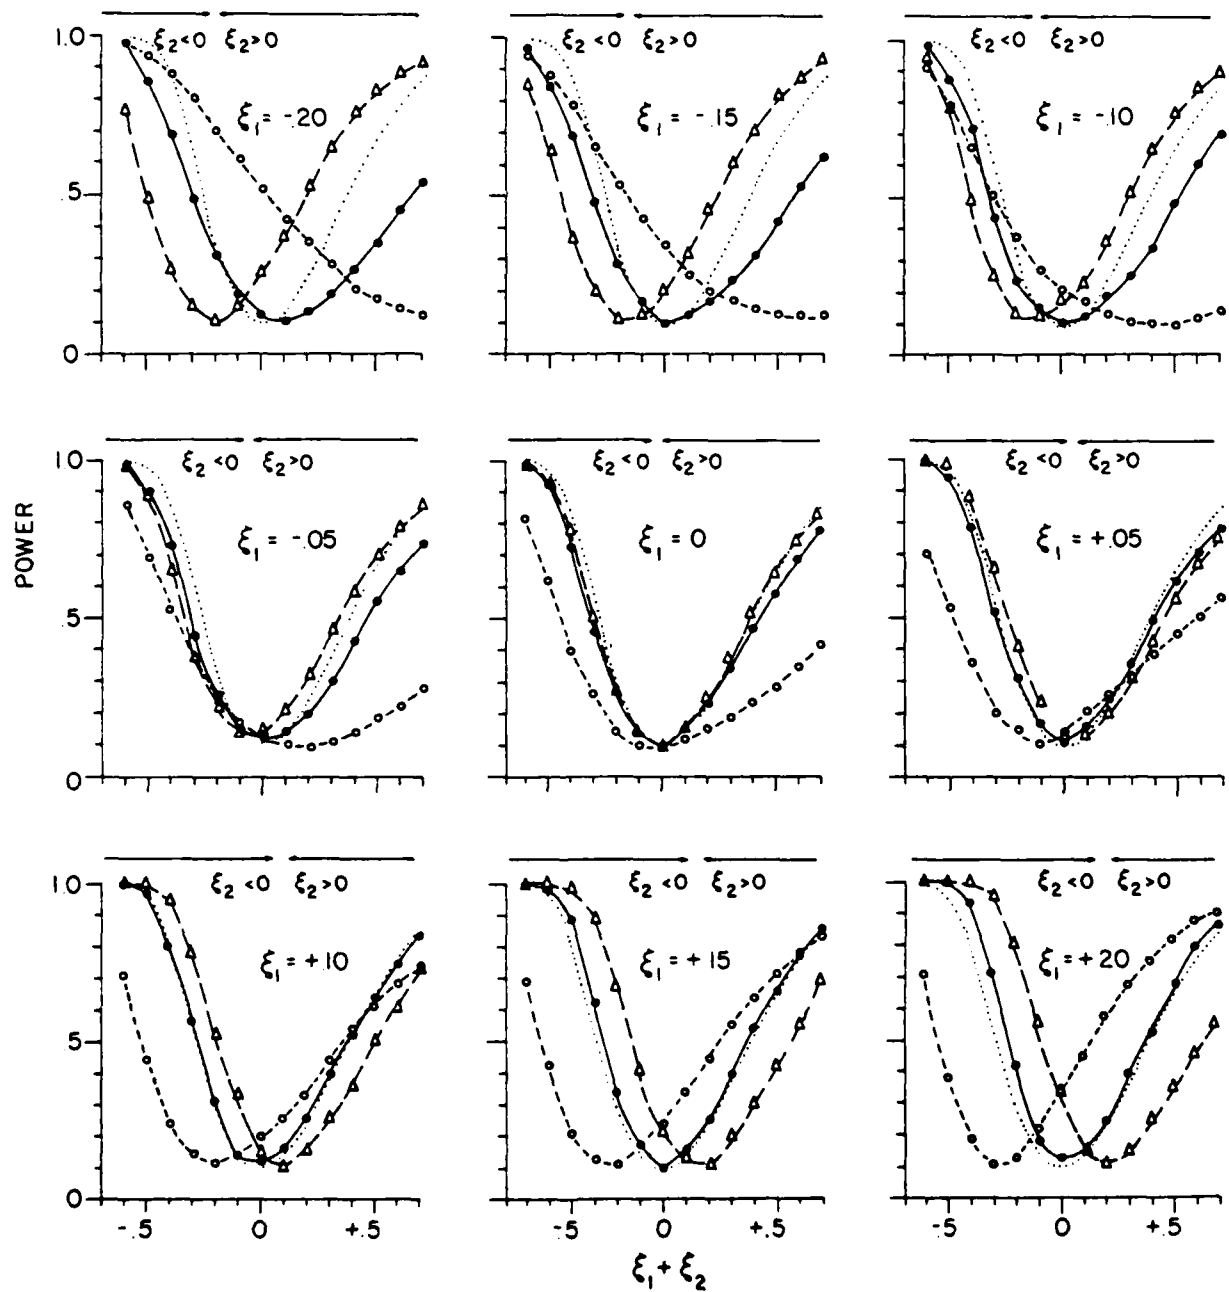 ξ₂<0 ξ₂>0
ξ₂<0 ξ₂>0
ξ₂<0 ξ₂>0
1.0
.5
0
ξ₁ = -.20
ξ₁ = -.15
ξ₁ = -.10
ξ₂<0 ξ₂>0
ξ₂<0 ξ₂>0
ξ₂<0 ξ₂>0
POWER
1.0
.5
0
ξ₁ = -.05
ξ₁ = 0
ξ₁ = +.05
ξ₂<0 ξ₂>0
ξ₂<0 ξ₂>0
ξ₂<0 ξ₂>0
1.0
.5
0
ξ₁ = +.10
ξ₁ = +.15
ξ₁ = +.20
-.5 0 +.5
-.5 0 +.5
-.5 0 +.5
ξ₁ + ξ₂